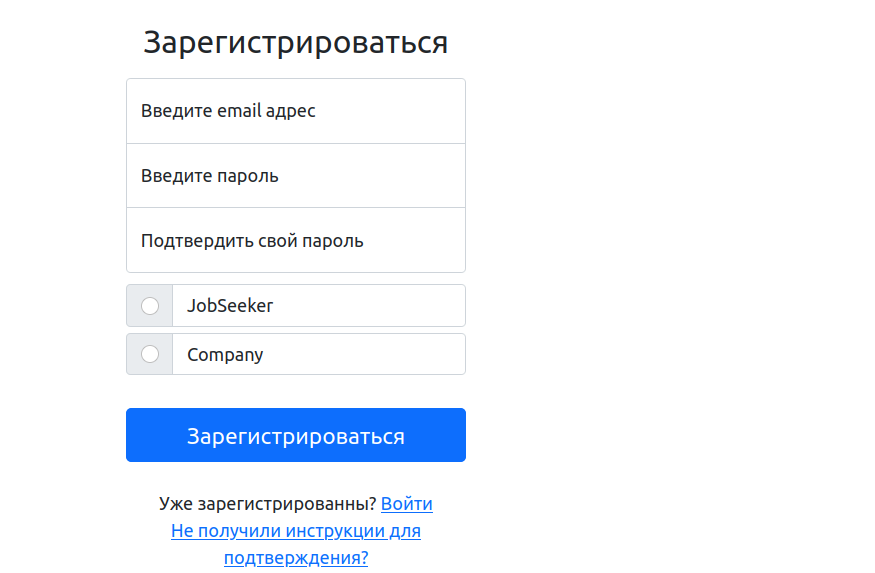 Зарегистрироваться
Введите email адрес
Введите пароль
Подтвердить свой пароль
JobSeeker
Company
Зарегистрироваться
Уже зарегистрированны? Войти
Не получили инструкции для
подтверждения?